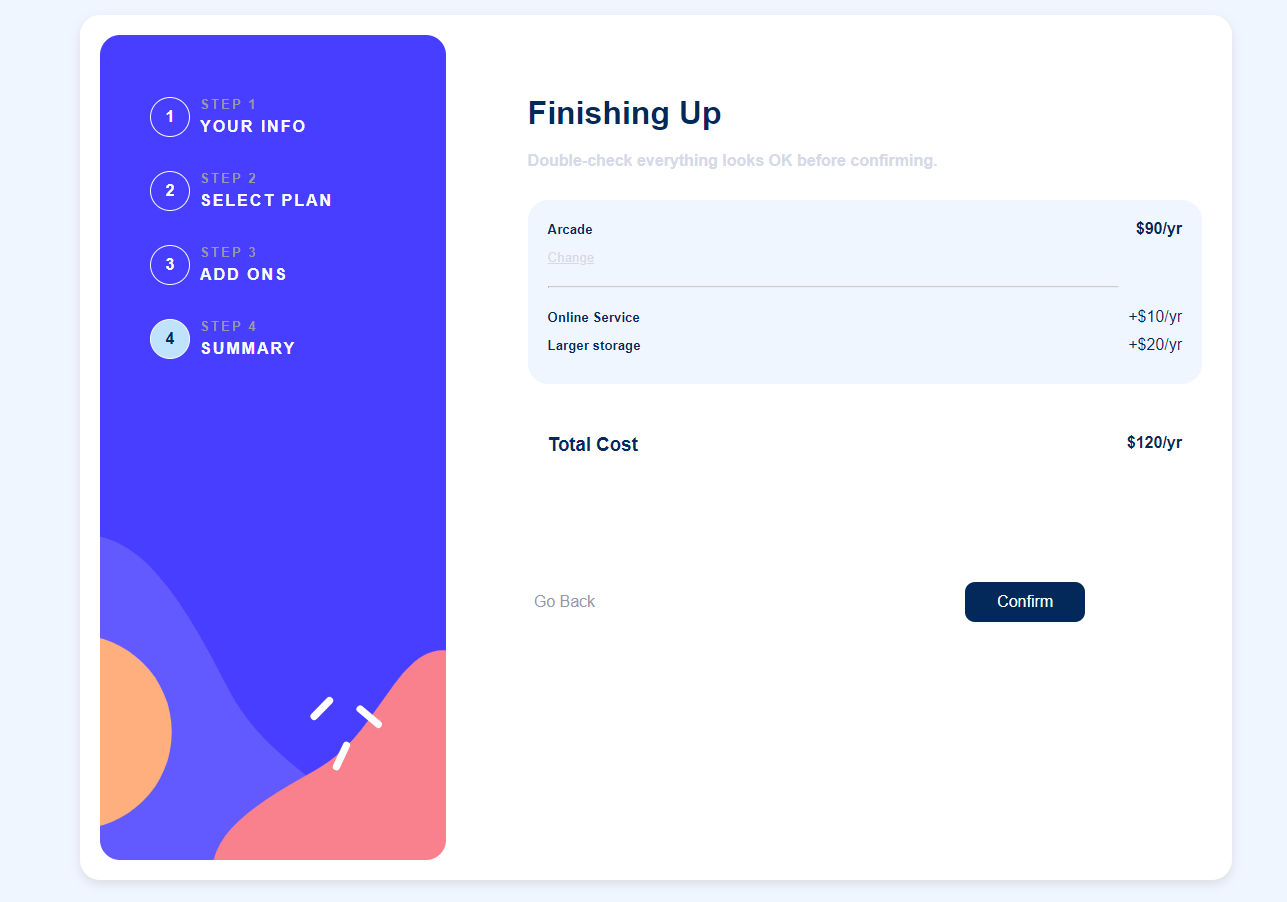 1
STEP 1
YOUR INFO
2
STEP 2
SELECT PLAN
3
STEP 3
ADD ONS
4
STEP 4
SUMMARY
Finishing Up
Double-check everything looks OK before confirming.
Arcade $90/yr
Change
Online Service +$10/yr
Larger storage +$20/yr
Total Cost $120/yr
Go Back Confirm